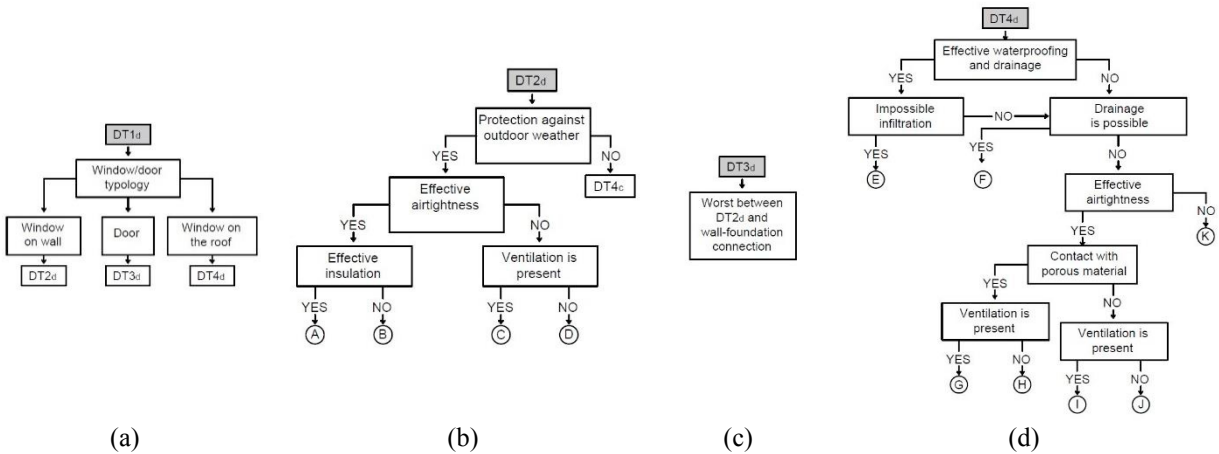 DT1d
Window/door
typology
Window
on wall
Door
Window on
the roof
DT2d
DT3d
DT4d
(a)
DT2d
Protection against
outdoor weather
YES
NO
DT4c
Effective
airtightness
YES
NO
Effective
insulation
Ventilation is
present
YES
NO
YES
NO
A
B
C
D
(b)
DT3d
Worst between
DT2d and
wall-foundation
connection
(c)
DT4d
Effective waterproofing
and drainage
YES
NO
Impossible
infiltration
NO
Drainage
is possible
YES
YES
NO
E
F
Effective
airtightness
NO
K
YES
Contact with
porous material
YES
NO
Ventilation is
present
Ventilation is
present
YES
NO
G
H
YES
NO
I
J
(d)